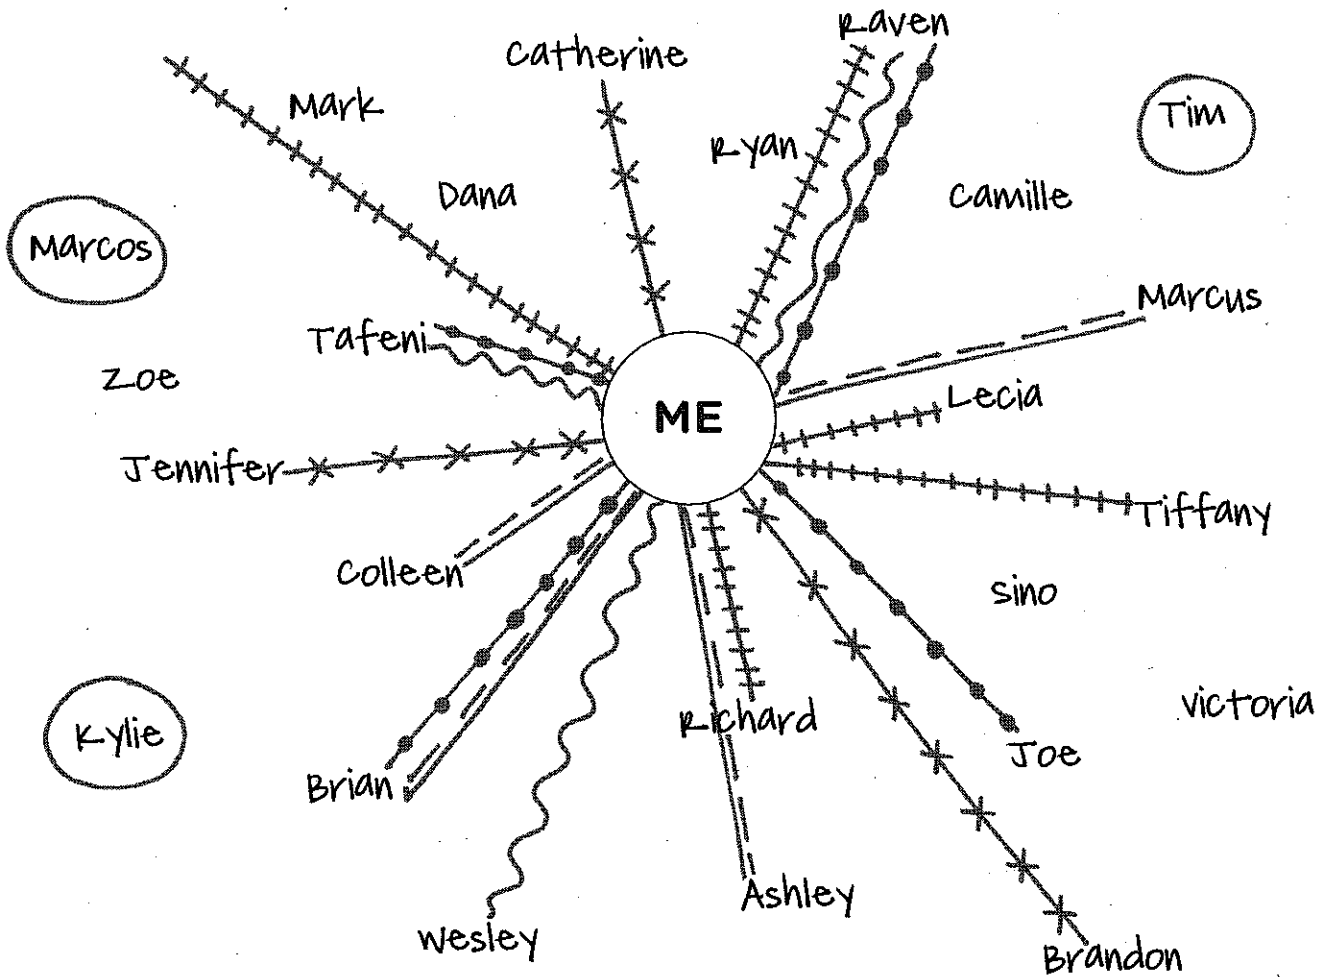 Raven
Catherine
Mark
Tim
Ryan
Dana
Camille
Marcos
Marcus
Tafeni
Zoe
Lecia
ME
Jennifer
Tiffany
Colleen
Sino
Victoria
Richard
Kylie
Joe
Brian
Ashley
Wesley
Brandon